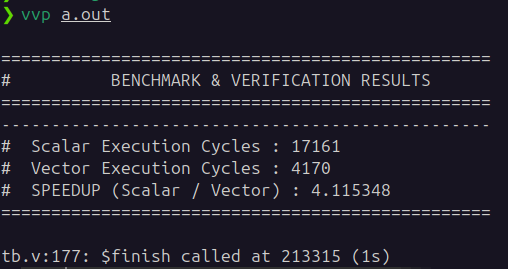 ❯ vvp a.out
=================================================
#          BENCHMARK & VERIFICATION RESULTS
=================================================
-------------------------------------------------
#  Scalar Execution Cycles : 17161
#  Vector Execution Cycles : 4170
#  SPEEDUP (Scalar / Vector) : 4.115348
=================================================
tb.v:177: $finish called at 213315 (1s)